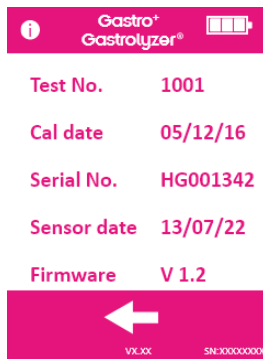 i
Gastro+
Gastrolyzer®
Test No. 1001
Cal date 05/12/16
Serial No. HG001342
Sensor date 13/07/22
Firmware V 1.2
VX.XX SN:XXXXXXXX